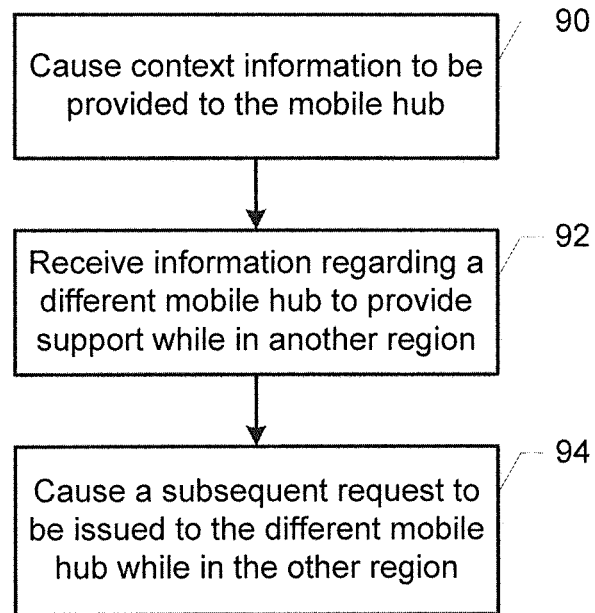 90
Cause context information to be
provided to the mobile hub
92
Receive information regarding a
different mobile hub to provide
support while in another region
94
Cause a subsequent request to
be issued to the different mobile
hub while in the other region